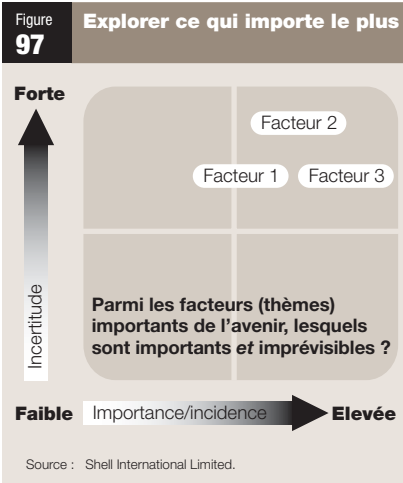 Figure
97
Explorer ce qui importe le plus
Forte
Facteur 2
Facteur 1
Facteur 3
Incertitude
Parmi les facteurs (thèmes)
importants de l'avenir, lesquels
sont importants et imprévisibles ?
Faible
Importance/incidence
Elevée
Source : Shell International Limited.